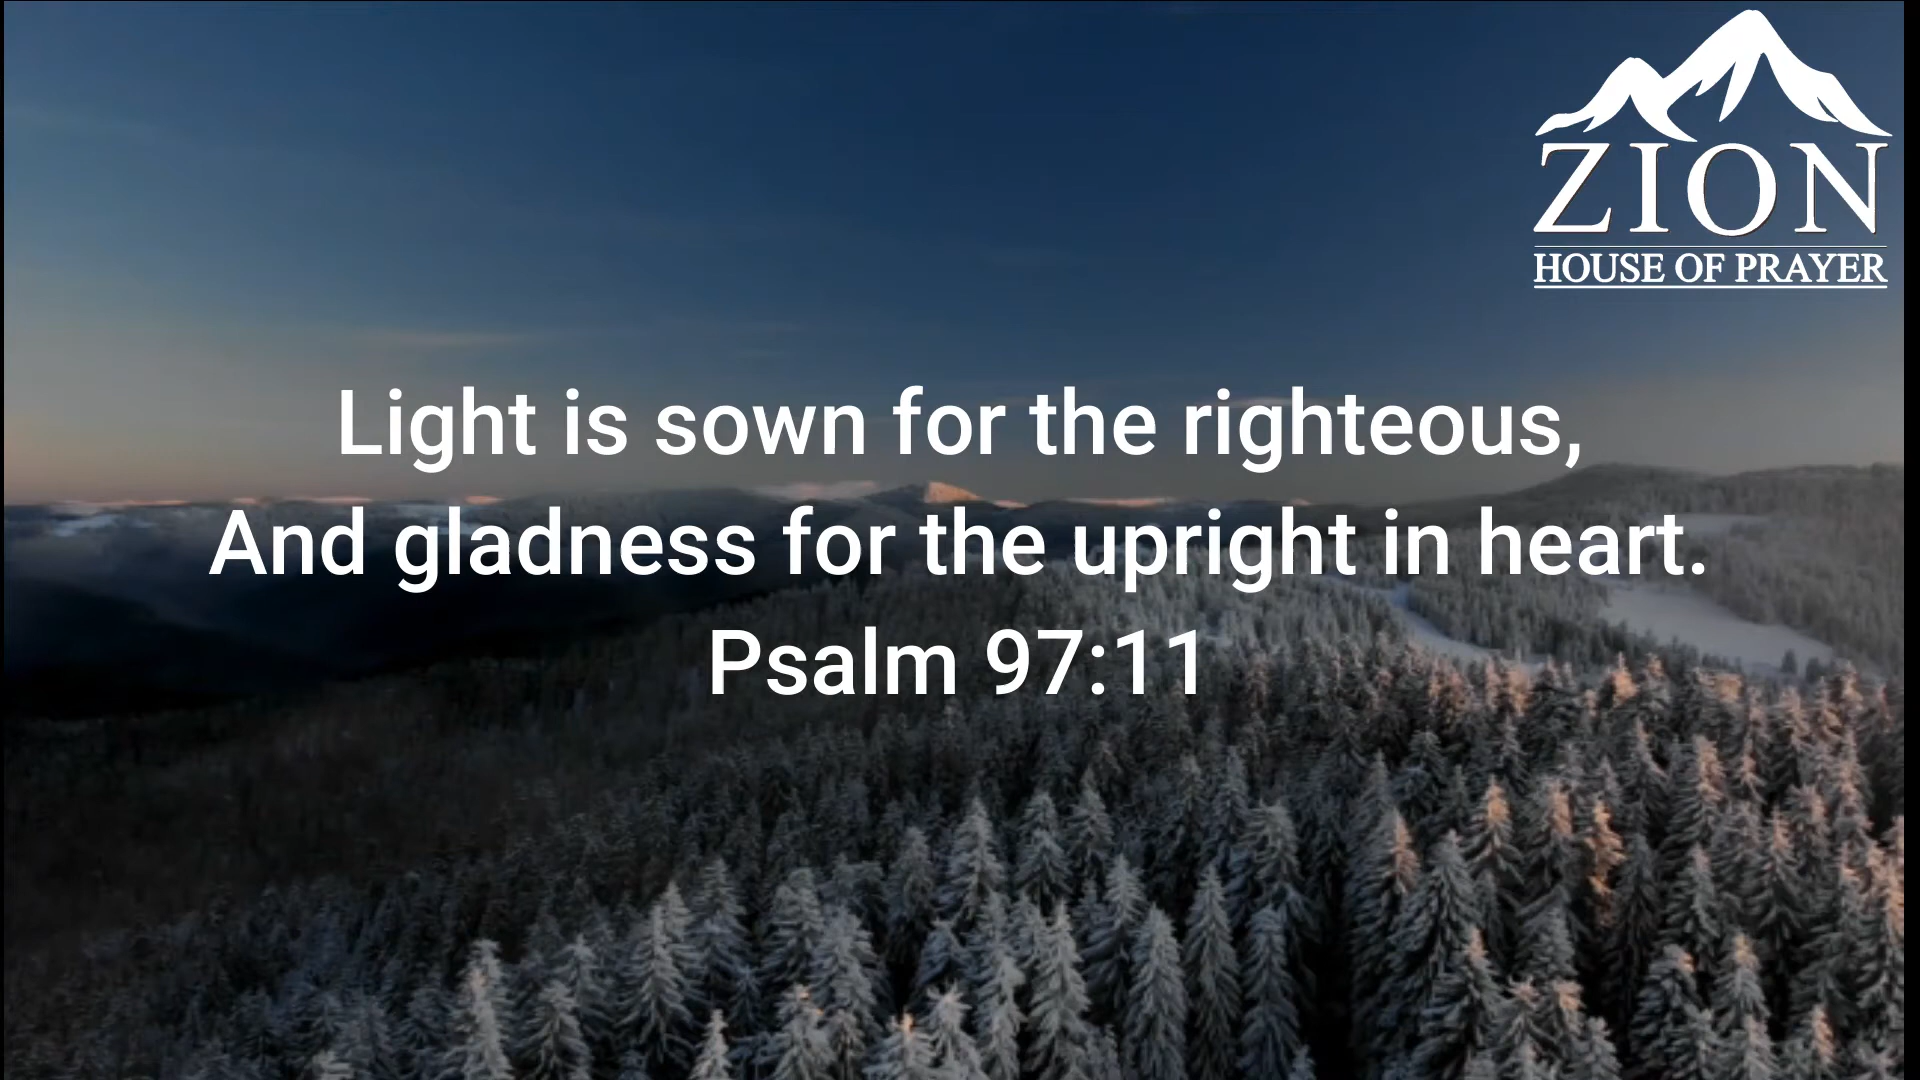 ZION
HOUSE OF PRAYER
Light is sown for the righteous,
And gladness for the upright in heart.
Psalm 97:11